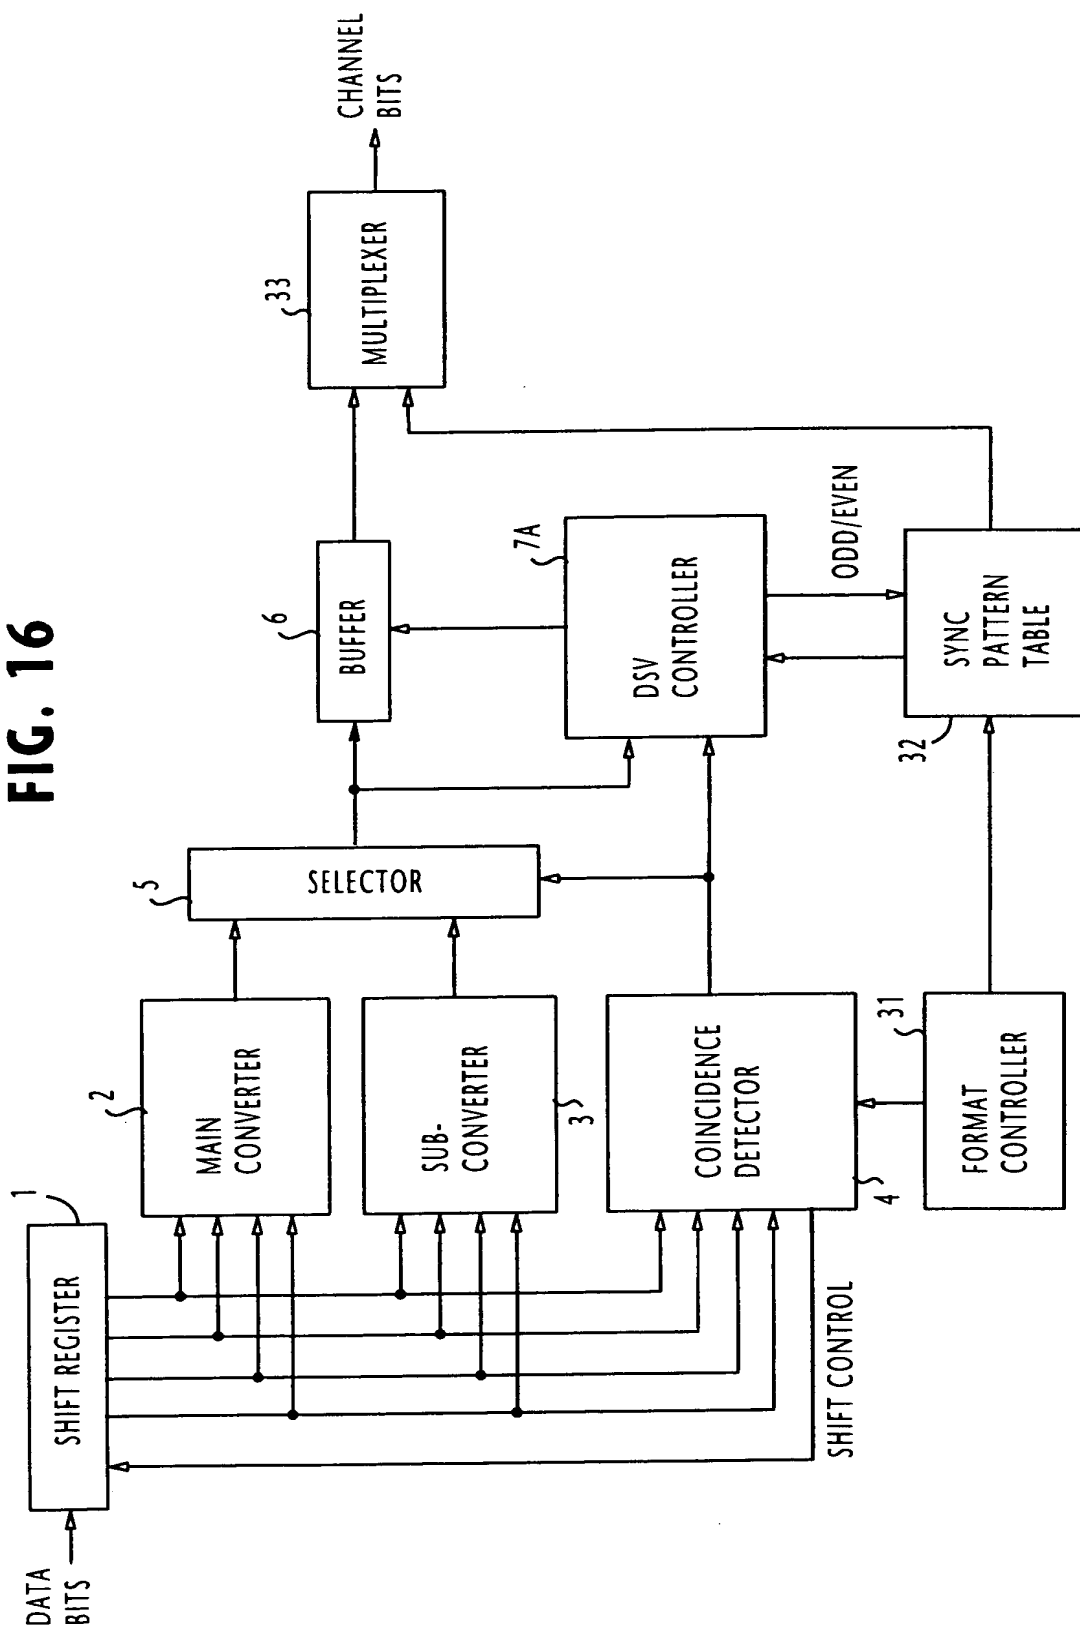 FIG. 16
DATA
BITS
SHIFT REGISTER
1
SHIFT CONTROL
MAIN
CONVERTER
2
SUB-
CONVERTER
3
COINCIDENCE
DETECTOR
4
FORMAT
CONTROLLER
31
SELECTOR
5
BUFFER
6
DSV
CONTROLLER
7A
ODD/EVEN
SYNC
PATTERN
TABLE
32
MULTIPLEXER
33
CHANNEL
BITS